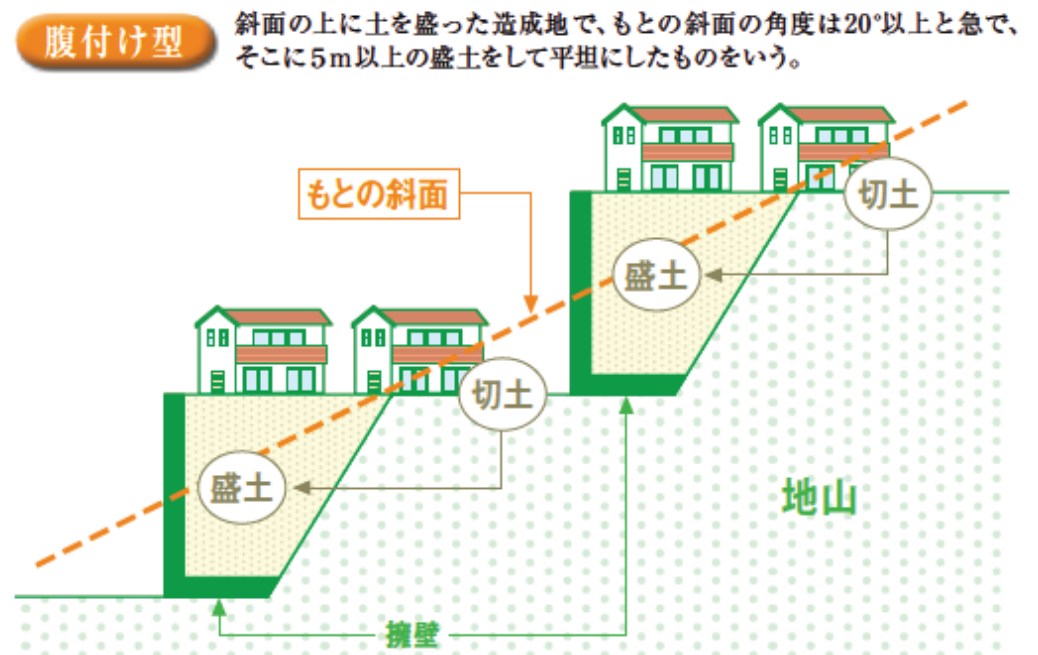 腹付け型
斜面の上に土を盛った造成地で、もとの斜面の角度は20°以上と急で、
そこに5m以上の盛土をして平坦にしたものをいう。
もとの斜面
切土
盛土
切土
盛土
地山
擁壁